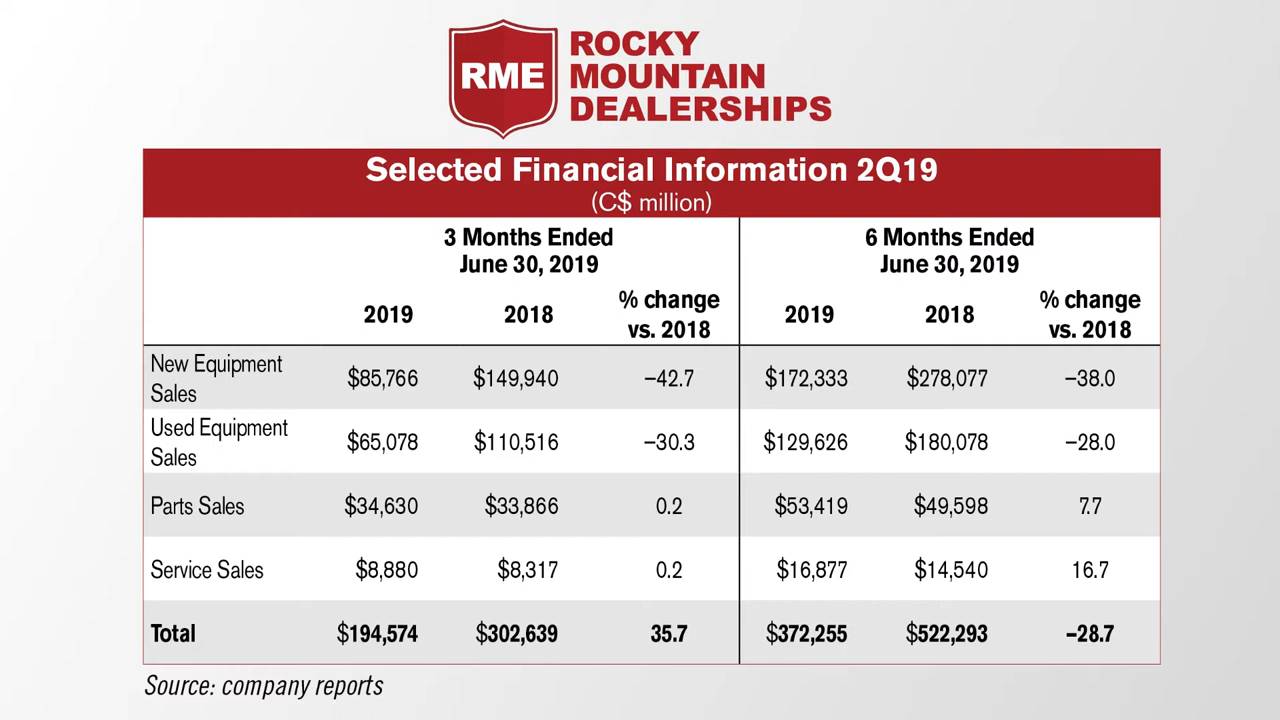 RME
ROCKY
MOUNTAIN
DEALERSHIPS
Selected Financial Information 2Q19
(C$ million)
3 Months Ended
June 30, 2019
6 Months Ended
June 30, 2019
2019 2018 % change vs. 2018 2019 2018 % change vs. 2018
New Equipment Sales $85,766 $149,940 –42.7 $172,333 $278,077 –38.0
Used Equipment Sales $65,078 $110,516 –30.3 $129,626 $180,078 –28.0
Parts Sales $34,630 $33,866 0.2 $53,419 $49,598 7.7
Service Sales $8,880 $8,317 0.2 $16,877 $14,540 16.7
Total $194,574 $302,639 35.7 $372,255 $522,293 –28.7
Source: company reports